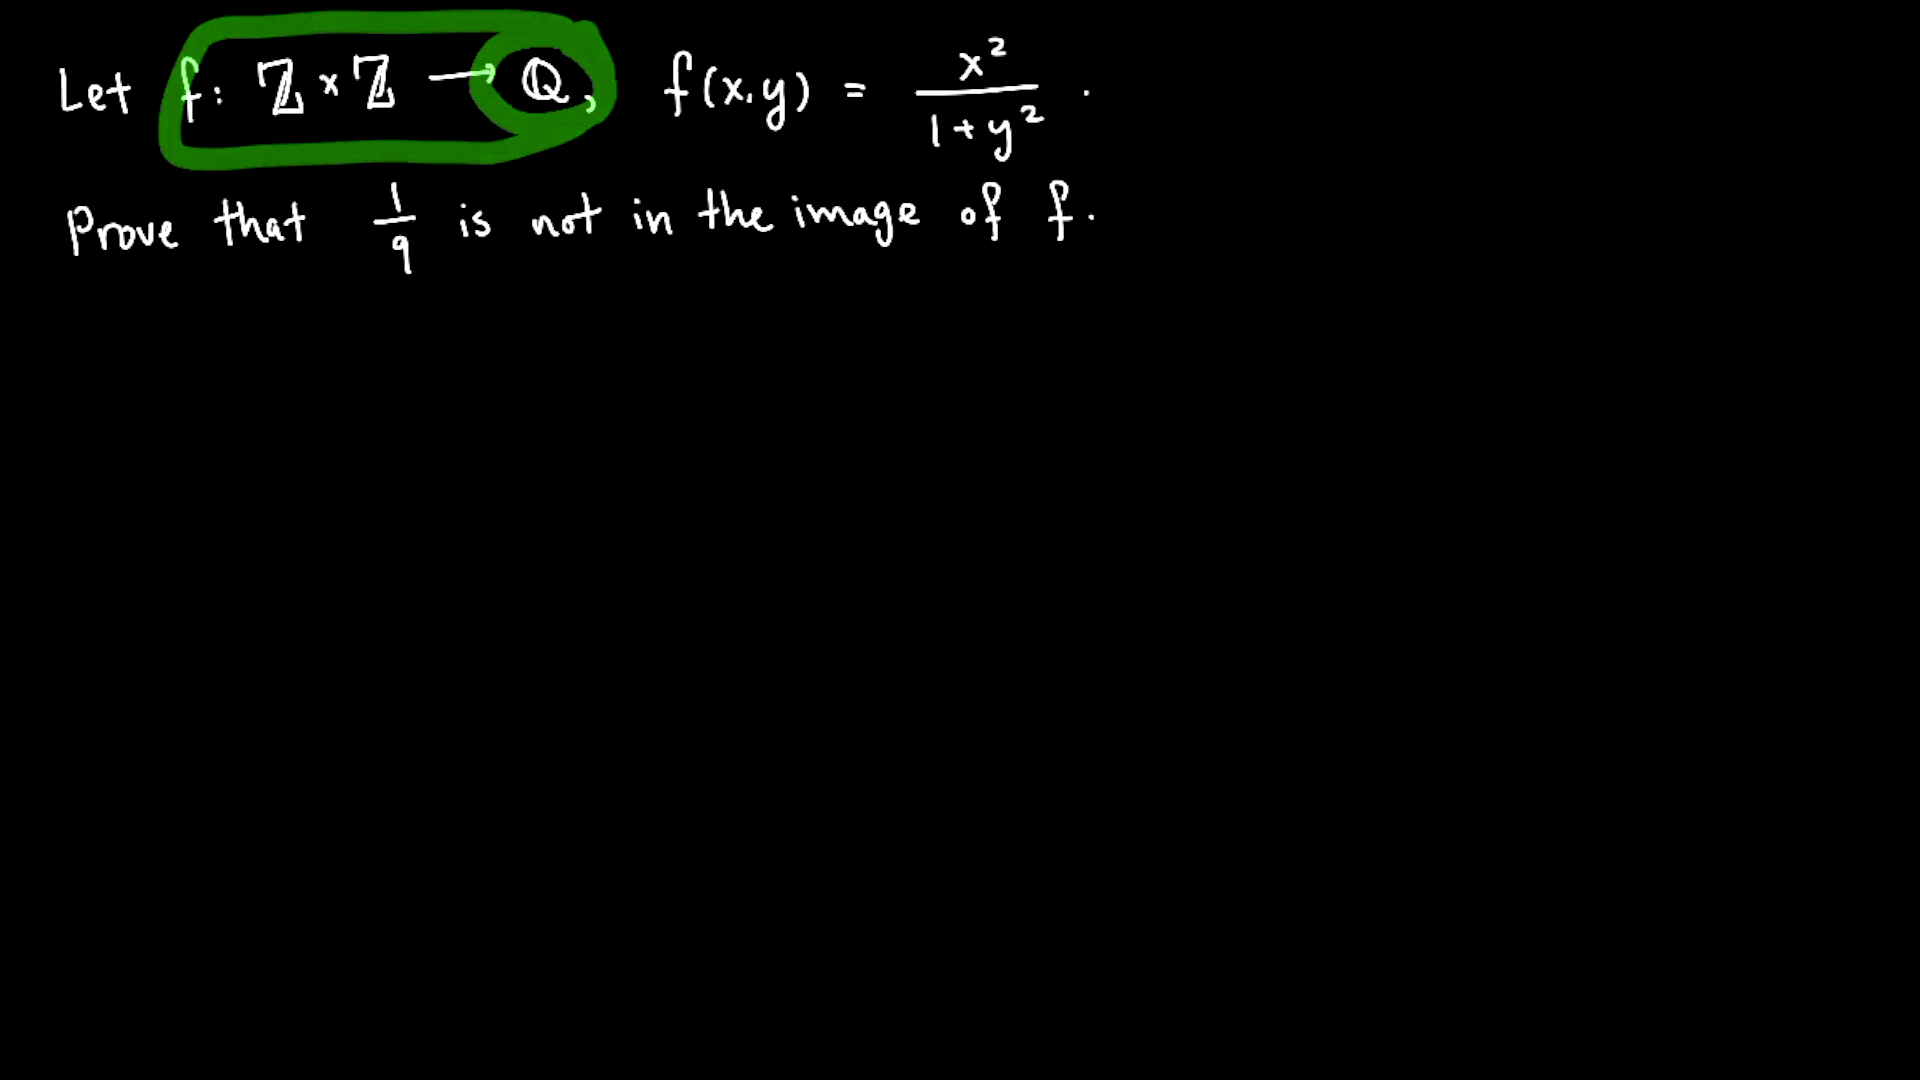 Let f: ℤ × ℤ → ℚ, f(x,y) = x²/(1+y²).
Prove that 1/9 is not in the image of f.